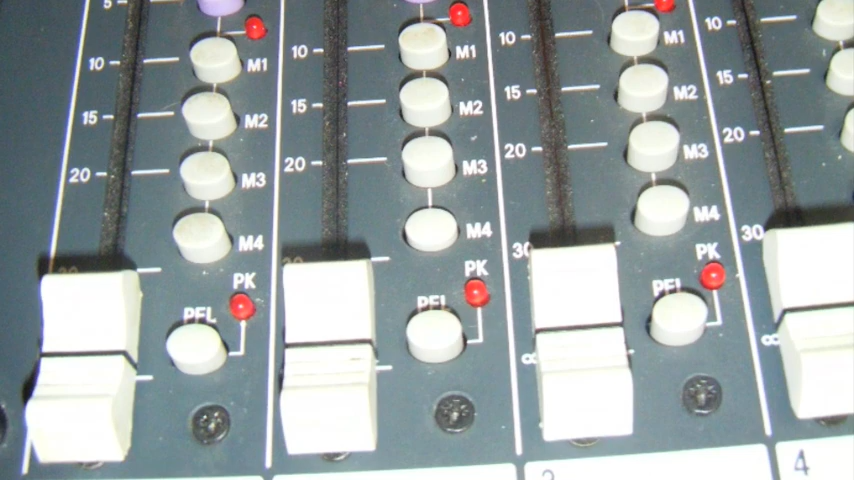 5
M1 M1 M1
10 10 10 10
M2 M2 M2
15 15 15 15
M3 M3 M3
20 20 20 20
M4 M4 M4
30 30
PK PK PK
PFL PFL PFL
∞ ∞
4